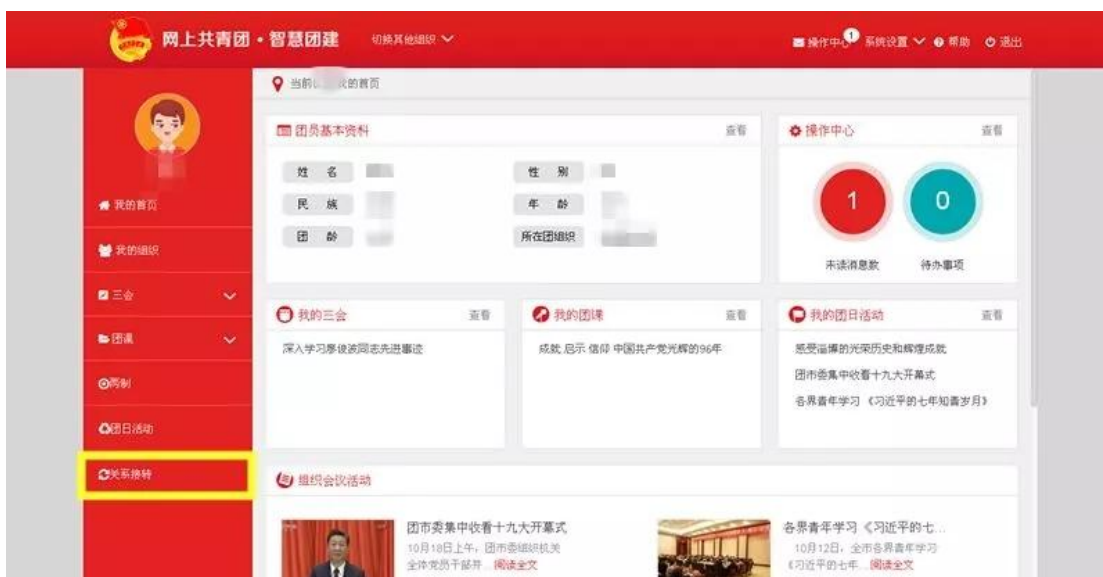 网上共青团·智慧团建
切换其他组织
操作中心
1
系统设置
帮助
退出
我的首页
我的组织
三会
团课
两制
团日活动
关系接转
的首页
团员基本资料
查看
姓 名
性 别
民 族
年 龄
团 龄
所在团组织
操作中心
查看
1
0
未读消息数
待办事项
我的三会
查看
深入学习廖俊波同志先进事迹
我的团课
查看
成就 启示 信仰 中国共产党光辉的96年
我的团日活动
查看
感受淄博的光荣历史和辉煌成就
团市委集中收看十九大开幕式
各界青年学习《习近平的七年知青岁月》
组织会议活动
团市委集中收看十九大开幕式
10月18日上午，团市委组织机关
全体党员干部并...阅读全文
各界青年学习《习近平的七...
10月12日，全市各界青年学习
《习近平的七年...阅读全文